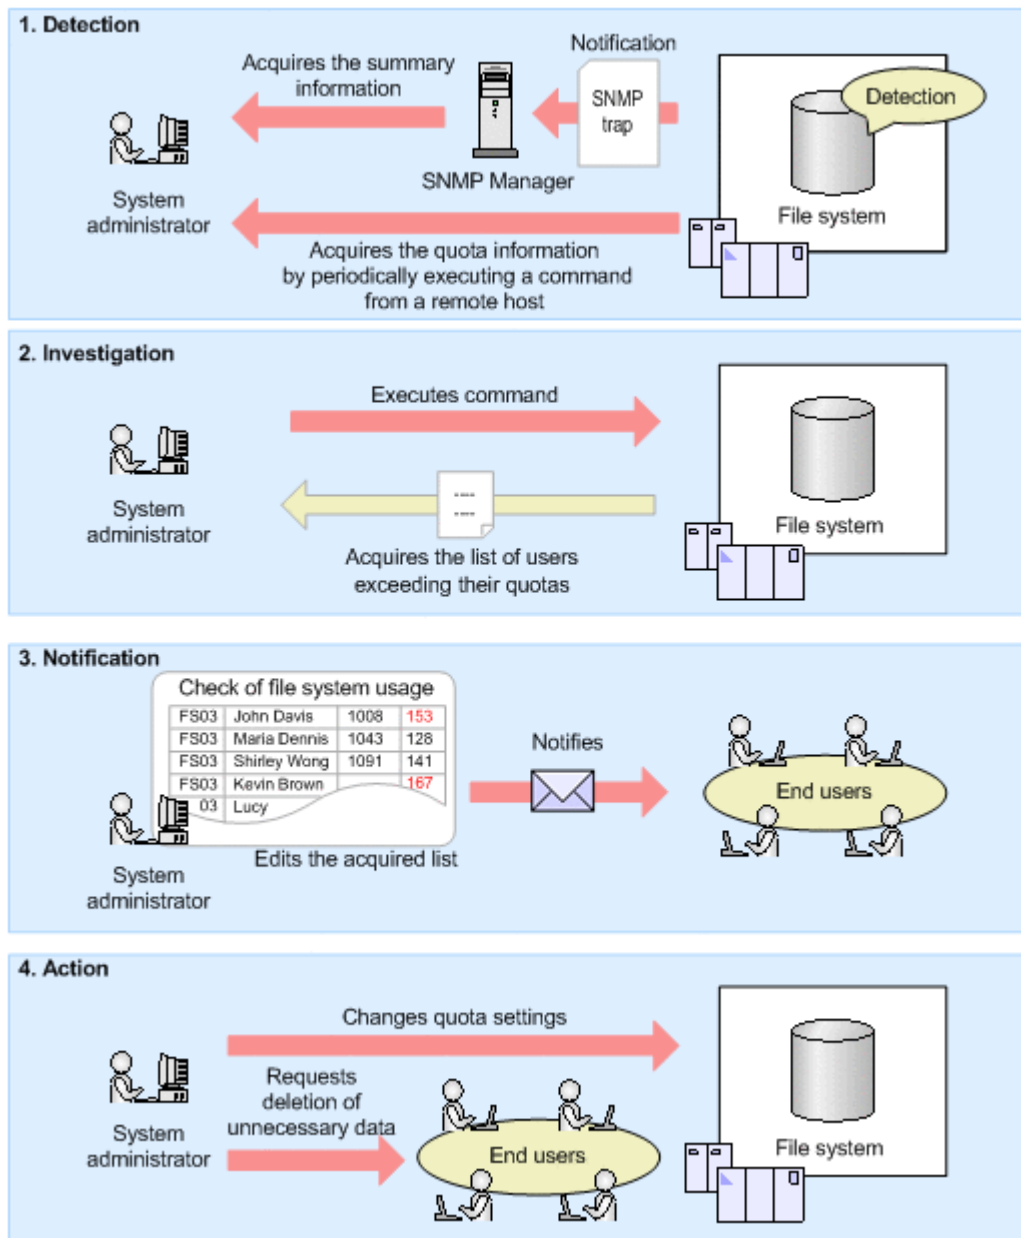 1. Detection
Notification
Acquires the summary
information
SNMP
trap
Detection
SNMP Manager
System
administrator
File system
Acquires the quota information
by periodically executing a command
from a remote host
2. Investigation
Executes command
System
administrator
File system
Acquires the list of users
exceeding their quotas
3. Notification
Check of file system usage
FS03 John Davis 1008 153
FS03 Maria Dennis 1043 128
FS03 Shirley Wong 1091 141
FS03 Kevin Brown 167
03 Lucy
Notifies
End users
Edits the acquired list
System
administrator
4. Action
Changes quota settings
Requests
deletion of
unnecessary data
System
administrator
End users
File system